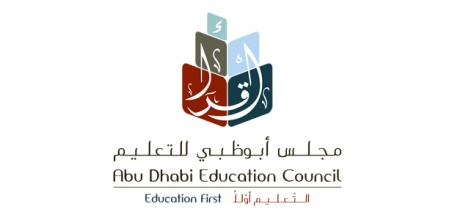 اقرأ
مجلس أبوظبي للتعليم
Abu Dhabi Education Council
Education First التعليم أولاً